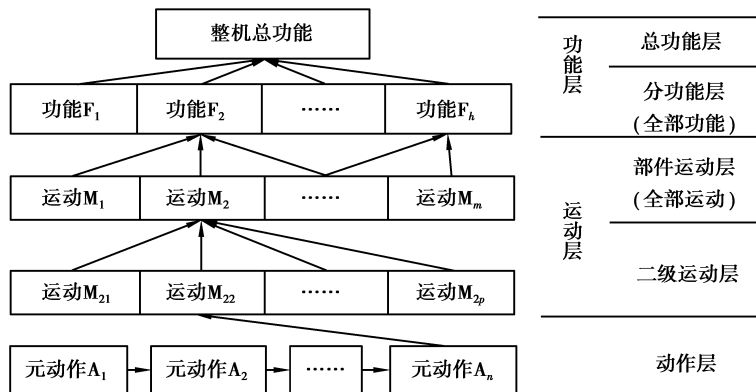 整机总功能
功能F1
功能F2
……
功能Fh
运动M1
运动M2
……
运动Mm
运动M21
运动M22
……
运动M2p
元动作A1
元动作A2
……
元动作An
功能层
总功能层
分功能层
(全部功能)
运动层
部件运动层
(全部运动)
二级运动层
动作层